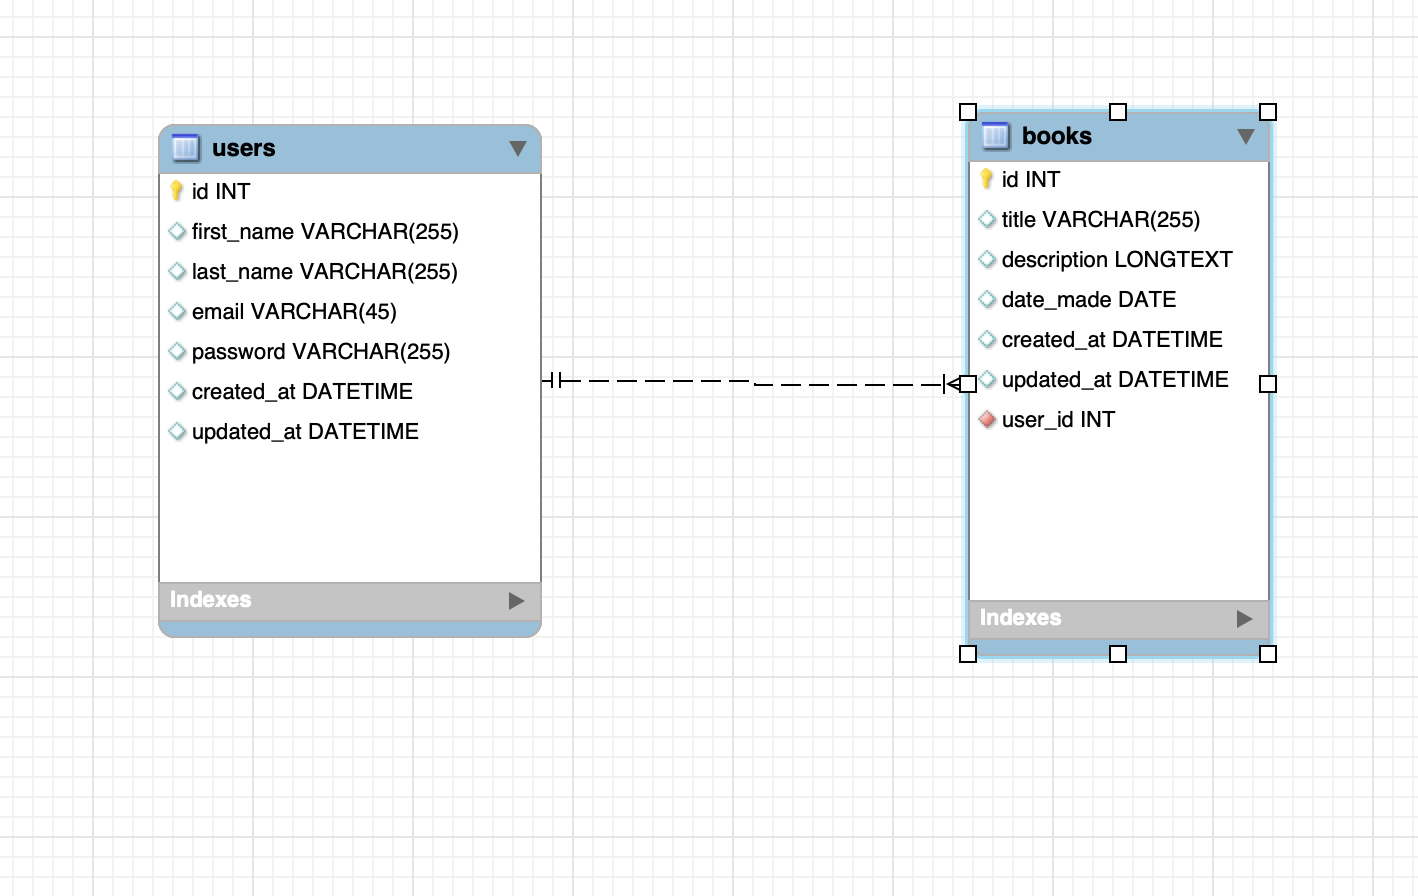 users
id INT
first_name VARCHAR(255)
last_name VARCHAR(255)
email VARCHAR(45)
password VARCHAR(255)
created_at DATETIME
updated_at DATETIME
Indexes
books
id INT
title VARCHAR(255)
description LONGTEXT
date_made DATE
created_at DATETIME
updated_at DATETIME
user_id INT
Indexes